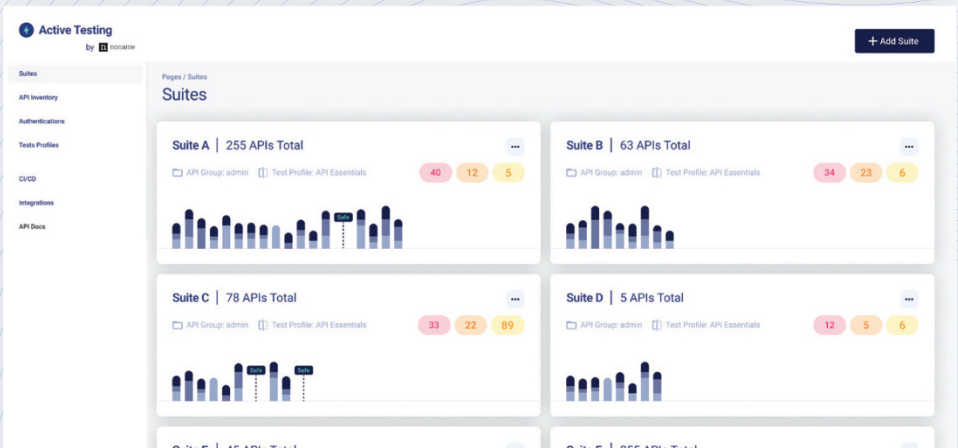 Active Testing
by n noname
+ Add Suite
Suites
API Inventory
Authentications
Tests Profiles
CI/CD
Integrations
API Docs
Pages / Suites
Suites
Suite A | 255 APIs Total
API Group: admin Test Profile: API Essentials
40 12 5
Safe
Suite B | 63 APIs Total
API Group: admin Test Profile: API Essentials
34 23 6
Suite C | 78 APIs Total
API Group: admin Test Profile: API Essentials
33 22 89
Safe Safe
Suite D | 5 APIs Total
API Group: admin Test Profile: API Essentials
12 5 6